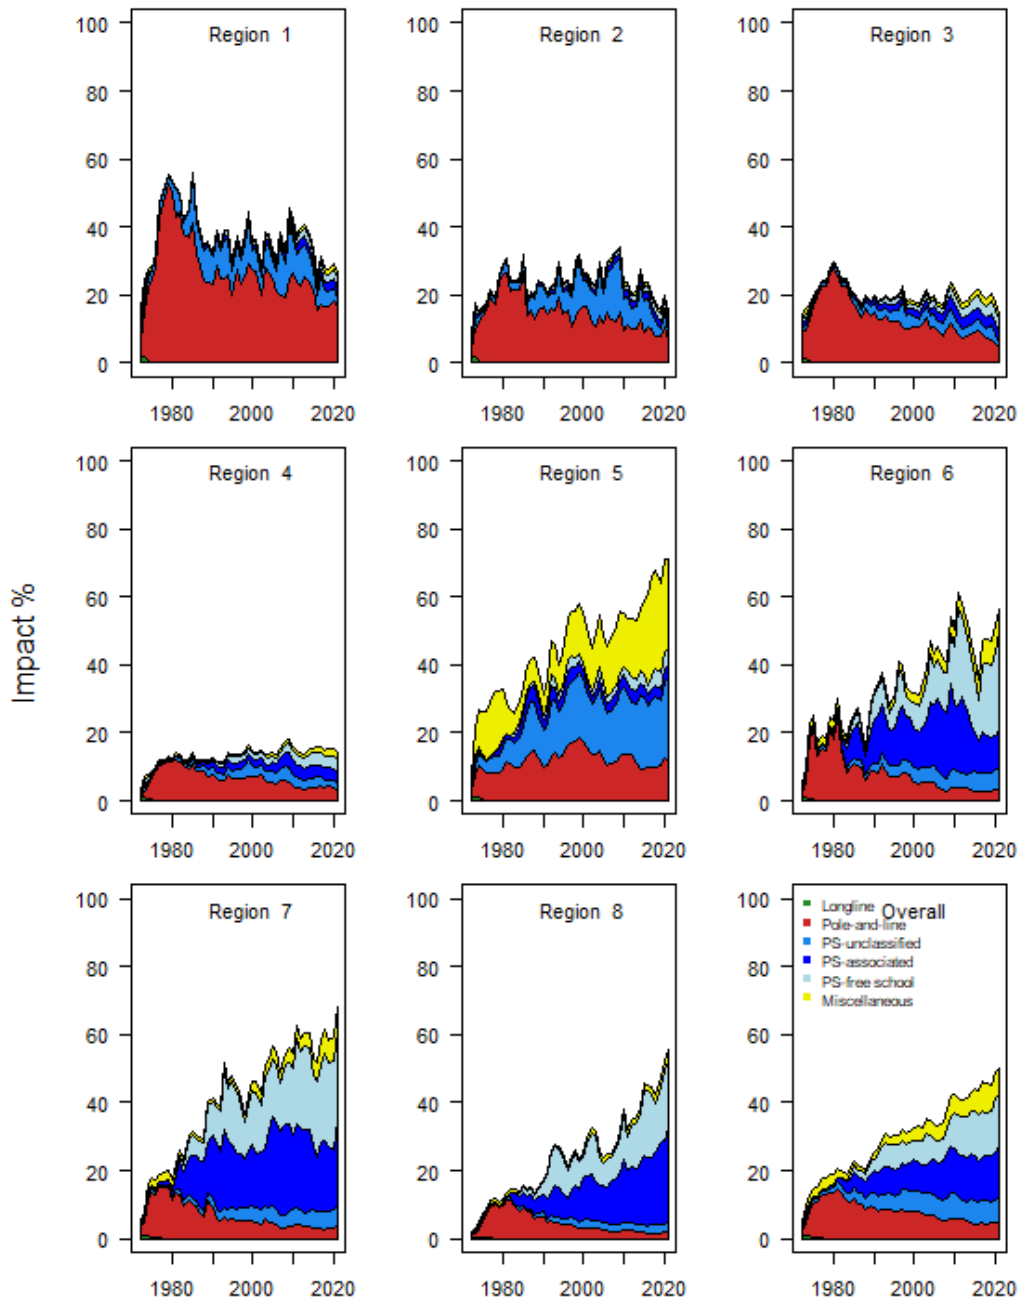 Impact %
Region 1
100
80
60
40
20
0
1980 2000 2020
Region 2
100
80
60
40
20
0
1980 2000 2020
Region 3
100
80
60
40
20
0
1980 2000 2020
Region 4
100
80
60
40
20
0
1980 2000 2020
Region 5
100
80
60
40
20
0
1980 2000 2020
Region 6
100
80
60
40
20
0
1980 2000 2020
Region 7
100
80
60
40
20
0
1980 2000 2020
Region 8
100
80
60
40
20
0
1980 2000 2020
Overall
Longline
Pole-and-line
PS-unclassified
PS-associated
PS-free school
Miscellaneous
100
80
60
40
20
0
1980 2000 2020